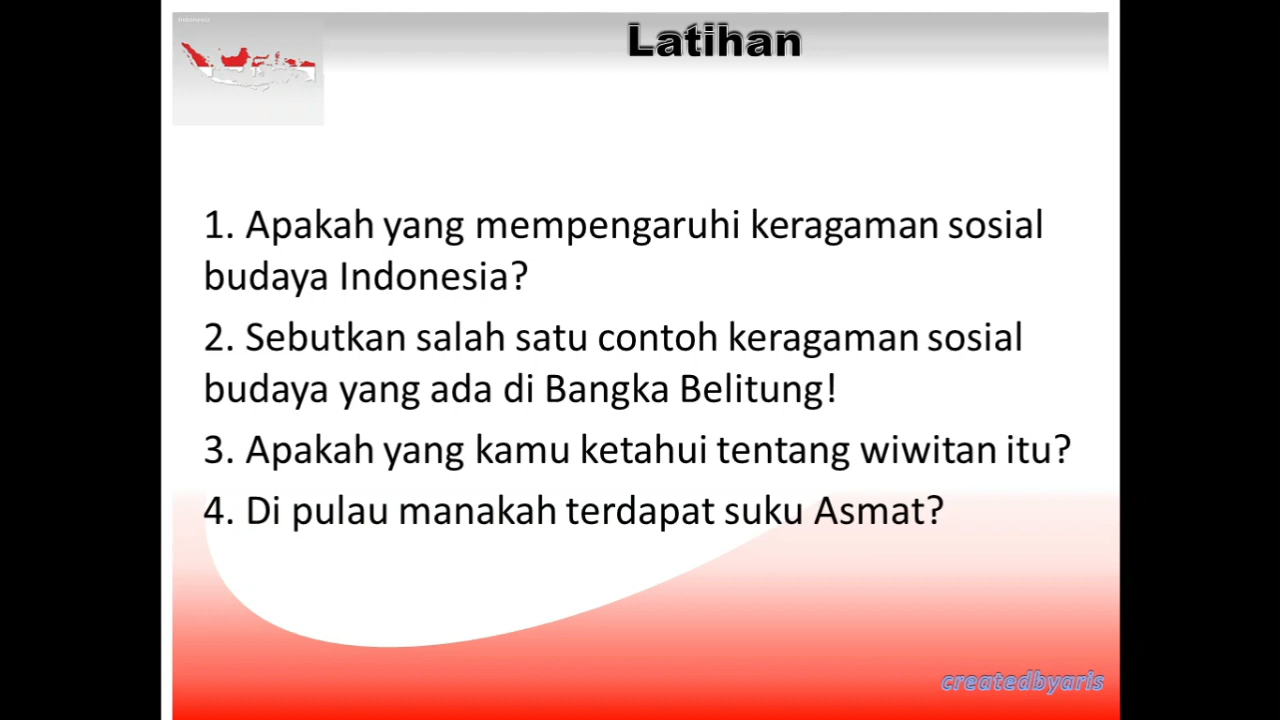 Indonesia
Latihan
1. Apakah yang mempengaruhi keragaman sosial
budaya Indonesia?
2. Sebutkan salah satu contoh keragaman sosial
budaya yang ada di Bangka Belitung!
3. Apakah yang kamu ketahui tentang wiwitan itu?
4. Di pulau manakah terdapat suku Asmat?
createdbyaris